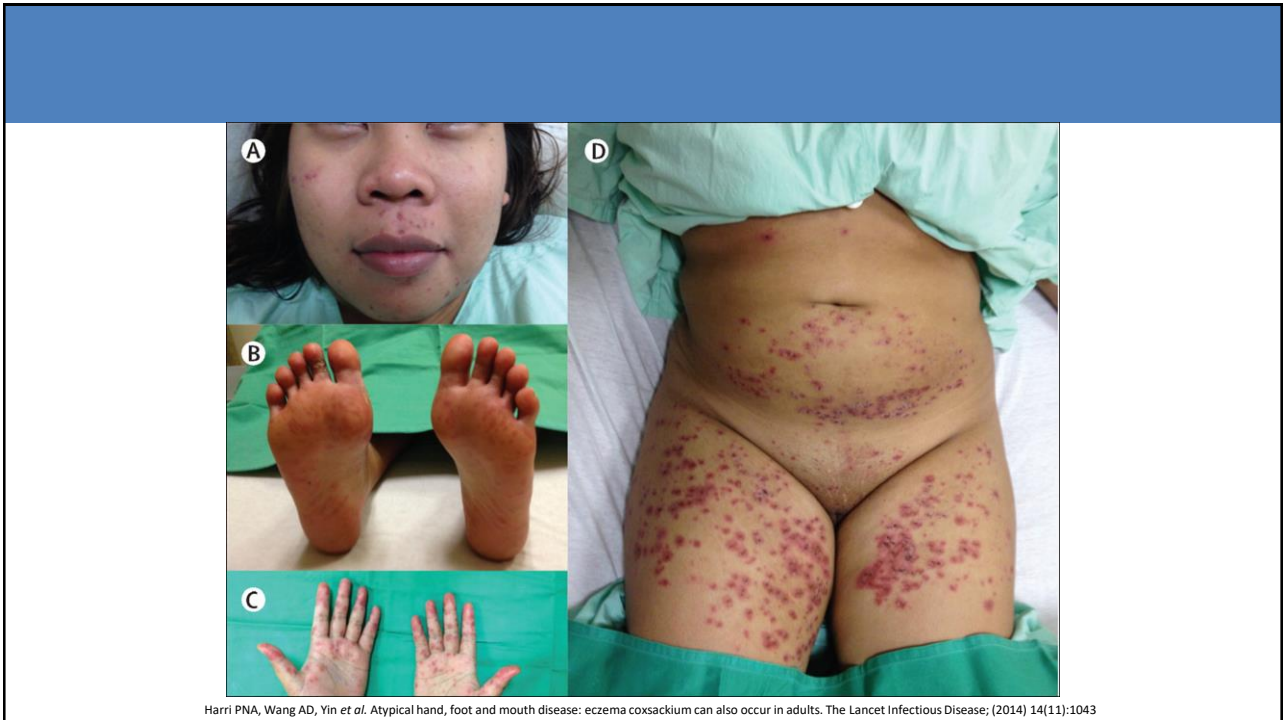 A
D
B
C
Harri PNA, Wang AD, Yin et al. Atypical hand, foot and mouth disease: eczema coxsackium can also occur in adults. The Lancet Infectious Disease; (2014) 14(11):1043